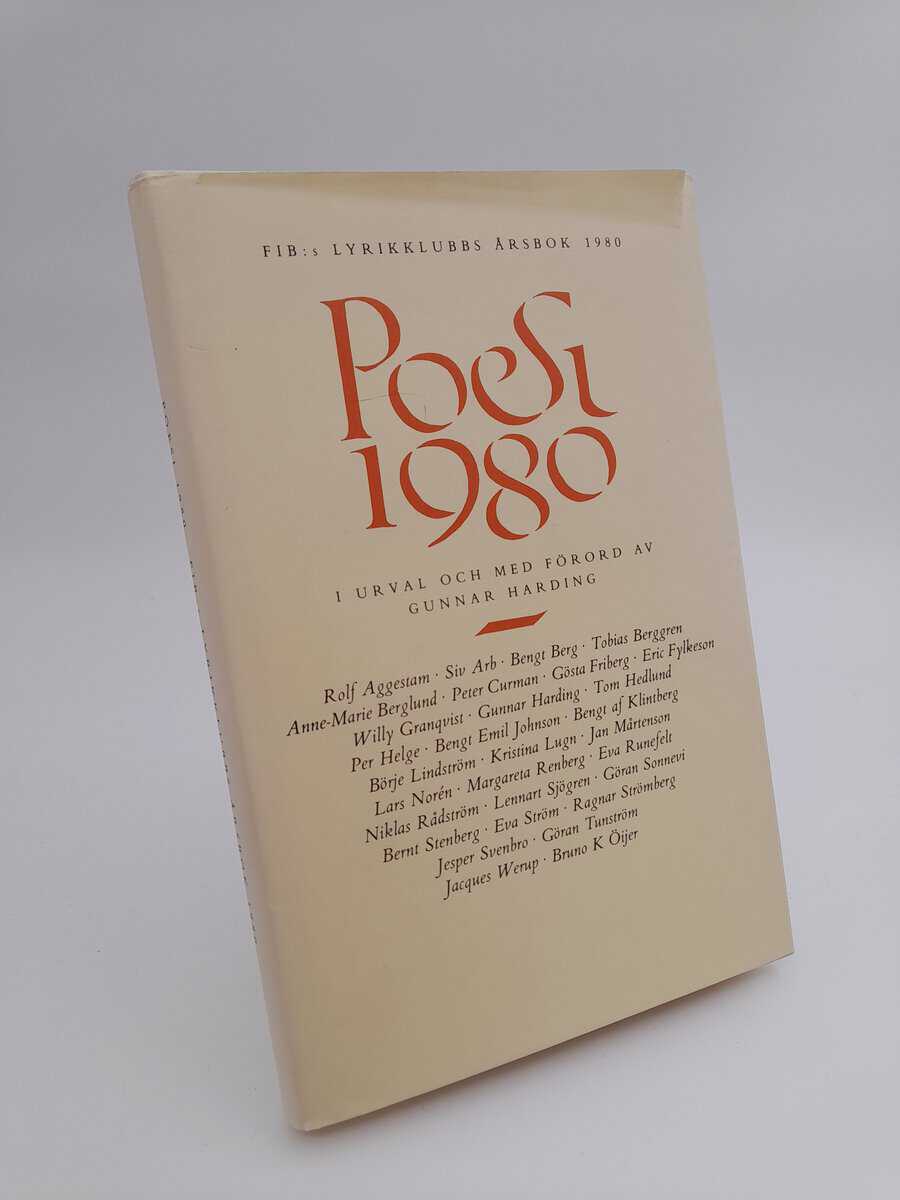 FIB:s LYRIKKLUBBS ÅRSBOK 1980
POESI
1980
I URVAL OCH MED FÖRORD AV
GUNNAR HARDING
Rolf Aggestam · Siv Arb · Bengt Berg · Tobias Berggren
Anne-Marie Berglund · Peter Curman · Gösta Friberg · Eric Fylkeson
Willy Granqvist · Gunnar Harding · Tom Hedlund
Per Helge · Bengt Emil Johnson · Bengt af Klintberg
Börje Lindström · Kristina Lugn · Jan Mårtenson
Lars Norén · Margareta Renberg · Eva Runefelt
Niklas Rådström · Lennart Sjögren · Göran Sonnevi
Bernt Stenberg · Eva Ström · Ragnar Strömberg
Jesper Svenbro · Göran Tunström
Jacques Werup · Bruno K Öijer